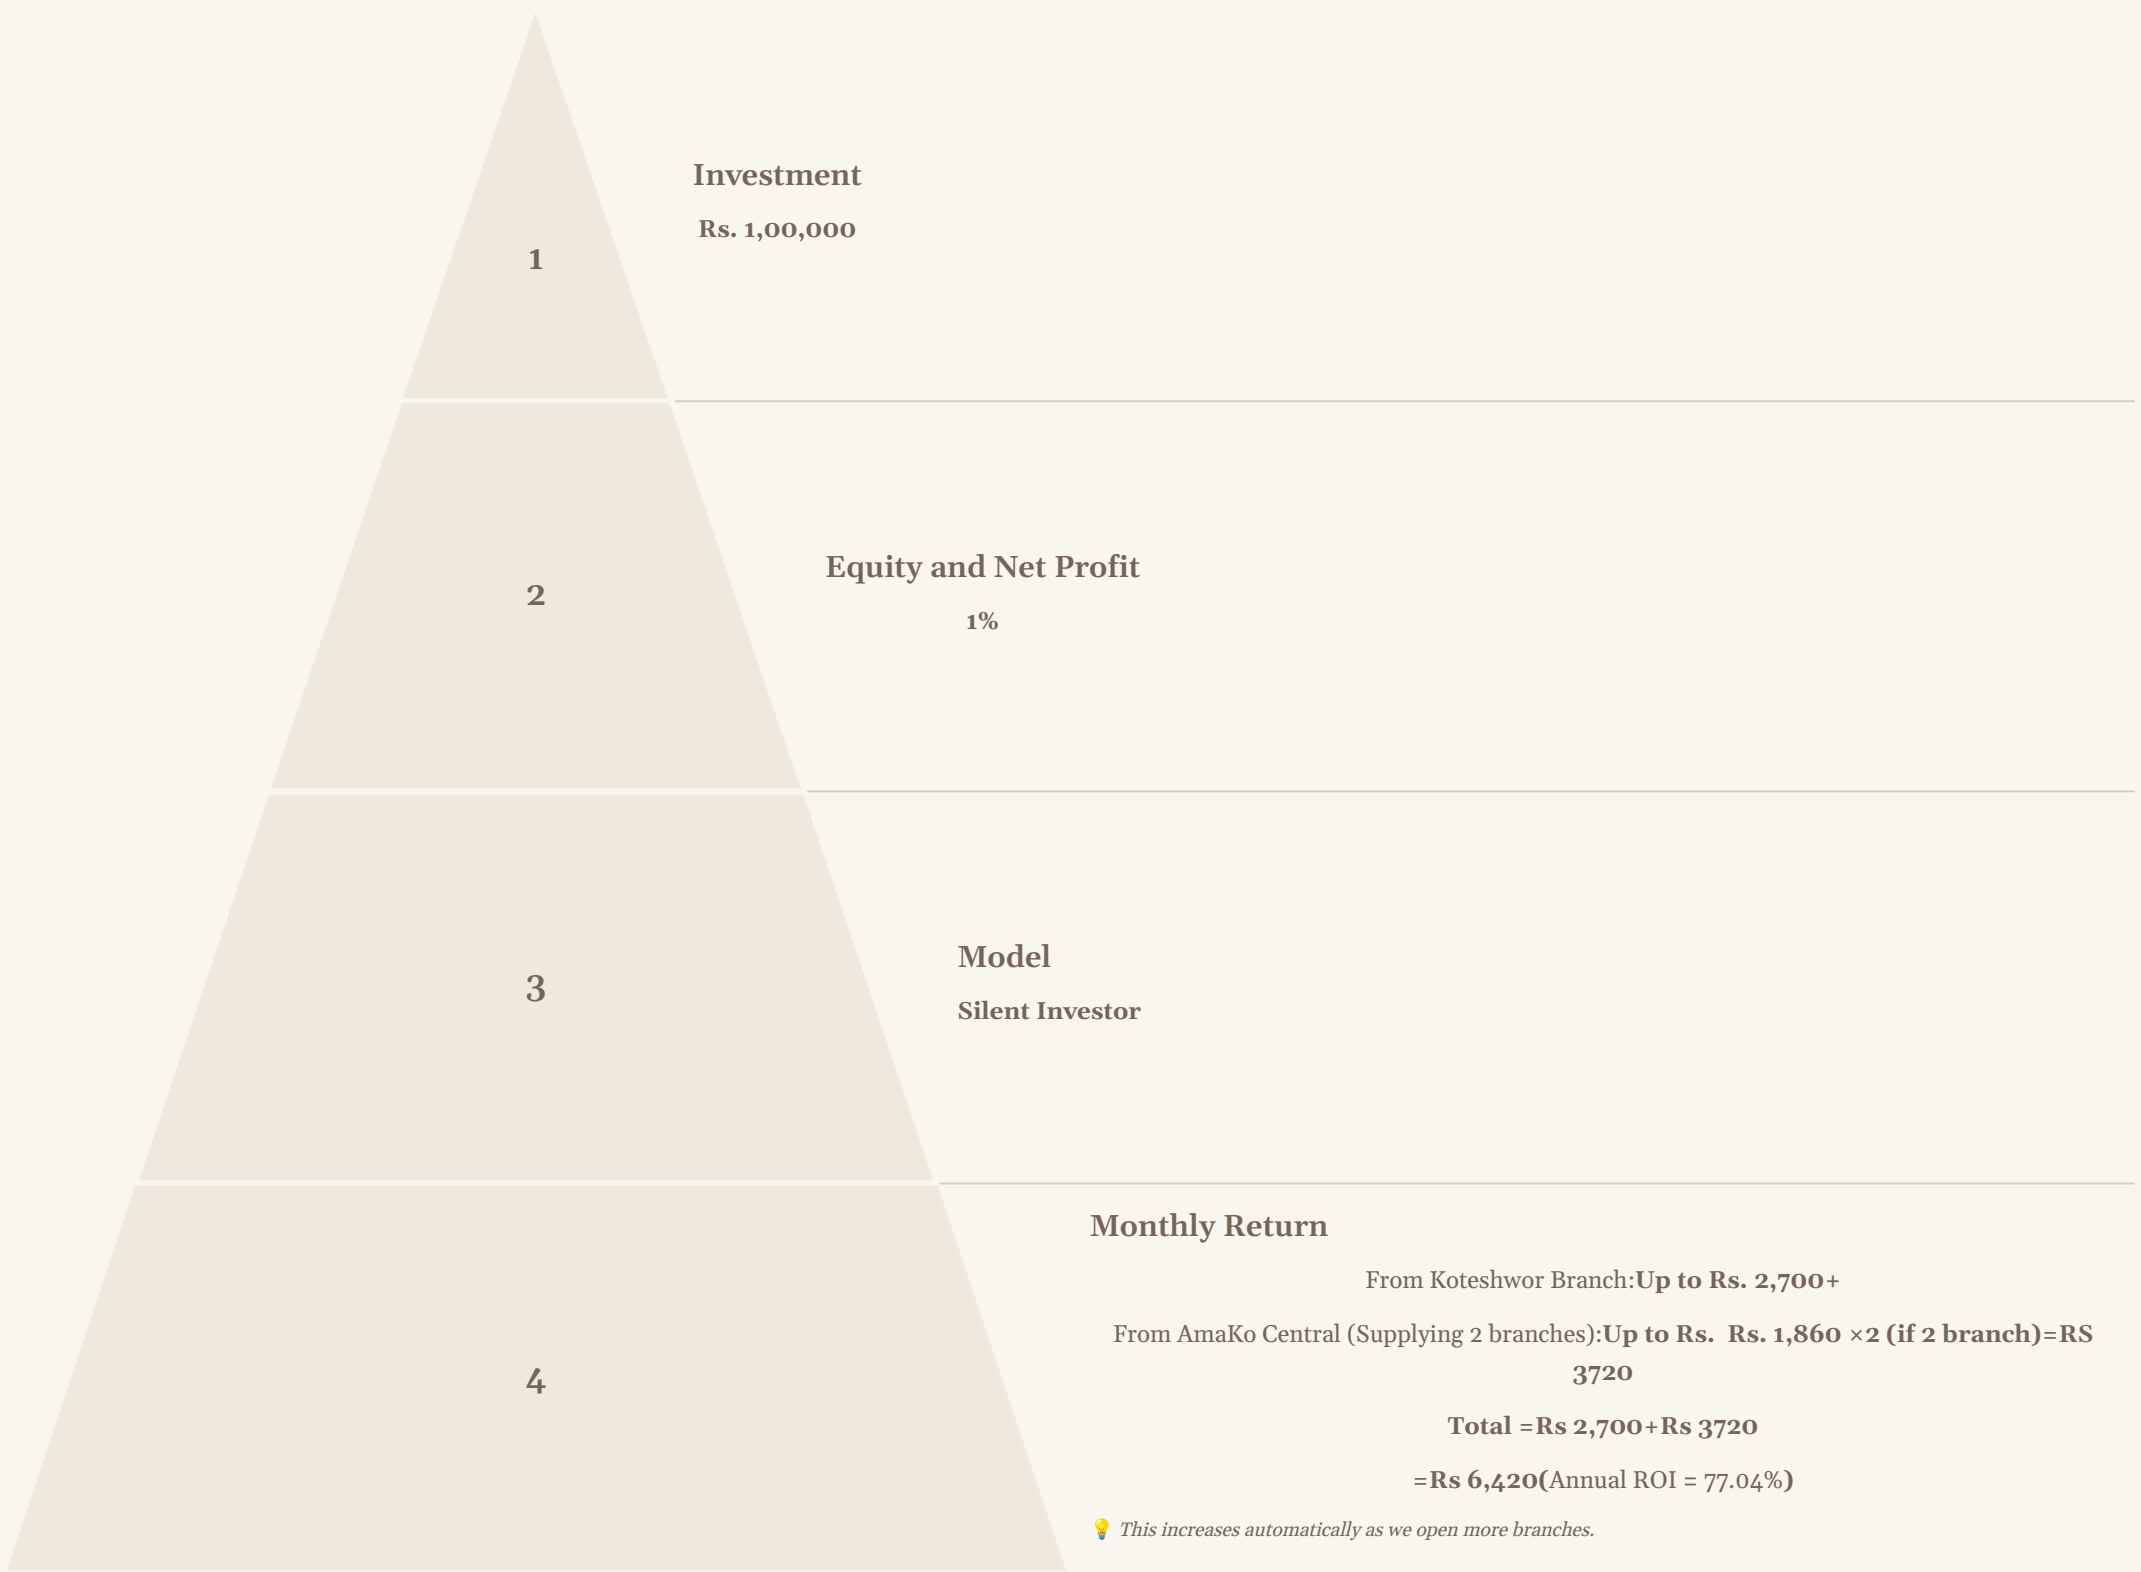 1
Investment
Rs. 1,00,000
2
Equity and Net Profit
1%
3
Model
Silent Investor
4
Monthly Return
From Koteshwor Branch:Up to Rs. 2,700+
From AmaKo Central (Supplying 2 branches):Up to Rs.  Rs. 1,860 ×2 (if 2 branch)=RS
3720
Total =Rs 2,700+Rs 3720
=Rs 6,420(Annual ROI = 77.04%)
💡 This increases automatically as we open more branches.